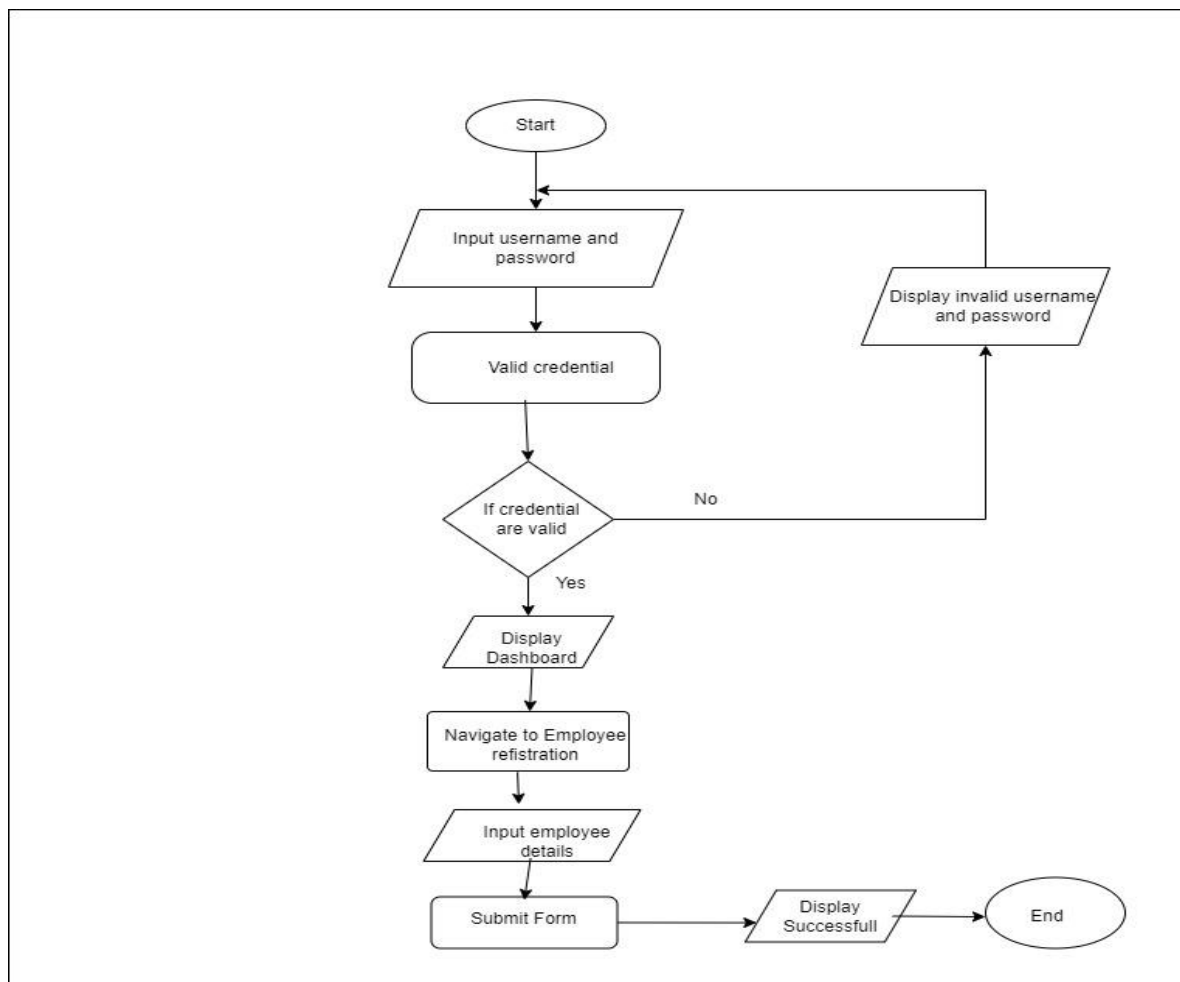 Start
Input username and
password
Display invalid username
and password
Valid credential
If credential
are valid
No
Yes
Display
Dashboard
Navigate to Employee
refistration
Input employee
details
Submit Form
Display
Successfull
End